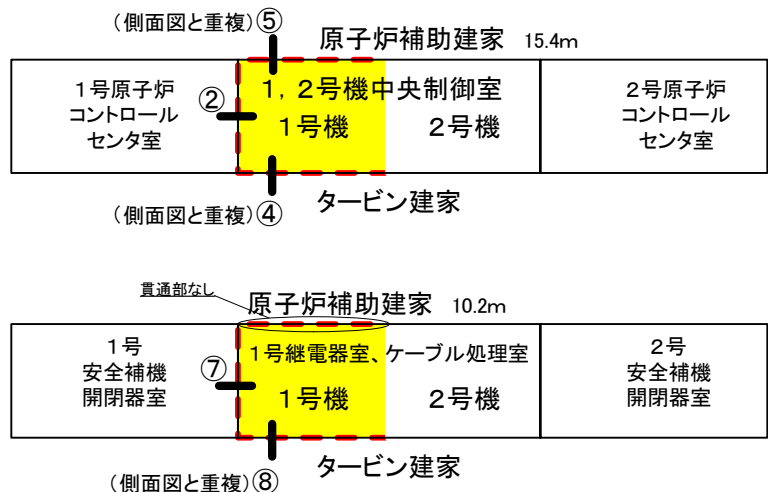 (側面図と重複)⑤
原子炉補助建家 15.4m
1号原子炉
コントロール
センタ室
②
1,2号機中央制御室
1号機 2号機
2号原子炉
コントロール
センタ室
(側面図と重複)④
タービン建家
貫通部なし
原子炉補助建家 10.2m
1号
安全補機
開閉器室
⑦
1号継電器室、ケーブル処理室
1号機 2号機
2号
安全補機
開閉器室
(側面図と重複)⑧
タービン建家